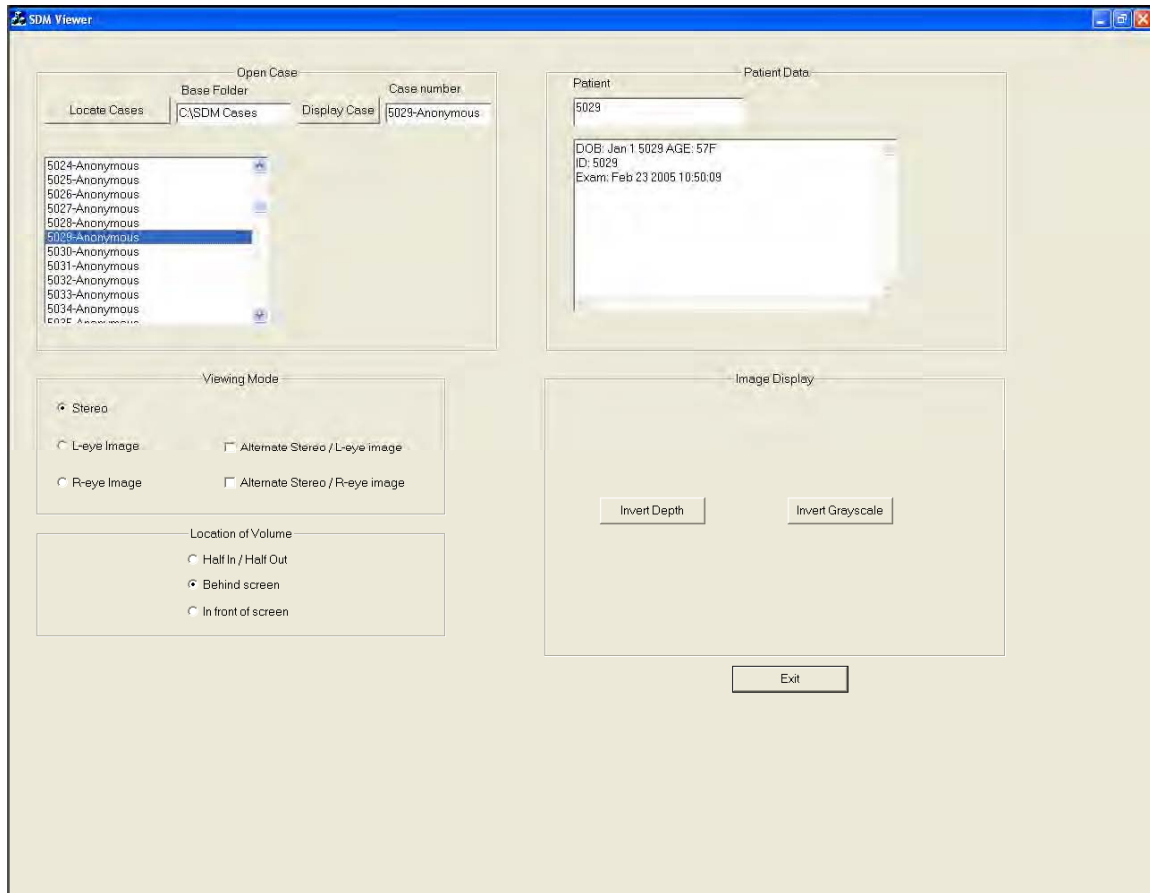 SDM Viewer
Open Case
Base Folder
Case number
Locate Cases
C:\SDM Cases
Display Case
5029-Anonymous
5024-Anonymous
5025-Anonymous
5026-Anonymous
5027-Anonymous
5028-Anonymous
5029-Anonymous
5030-Anonymous
5031-Anonymous
5032-Anonymous
5033-Anonymous
5034-Anonymous
5035-Anonymous
Patient Data
Patient
5029
DOB: Jan 1 5029 AGE: 57F
ID: 5029
Exam: Feb 23 2005 10:50:09
Viewing Mode
Stereo
L-eye Image
Alternate Stereo / L-eye image
R-eye Image
Alternate Stereo / R-eye image
Location of Volume
Half In / Half Out
Behind screen
In front of screen
Image Display
Invert Depth
Invert Grayscale
Exit